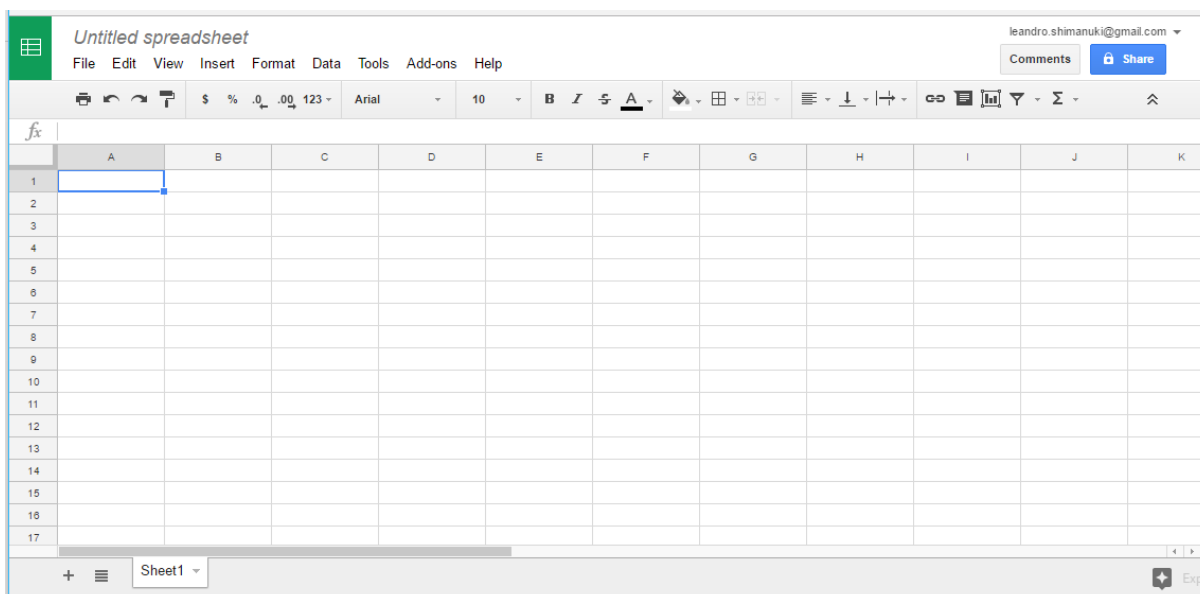 Untitled spreadsheet
leandro.shimanuki@gmail.com
File Edit View Insert Format Data Tools Add-ons Help
Comments Share
$ % .0 .00 123 Arial 10 B I S A Σ
fx
A B C D E F G H I J K
1
2
3
4
5
6
7
8
9
10
11
12
13
14
15
16
17
+ Sheet1
Exp